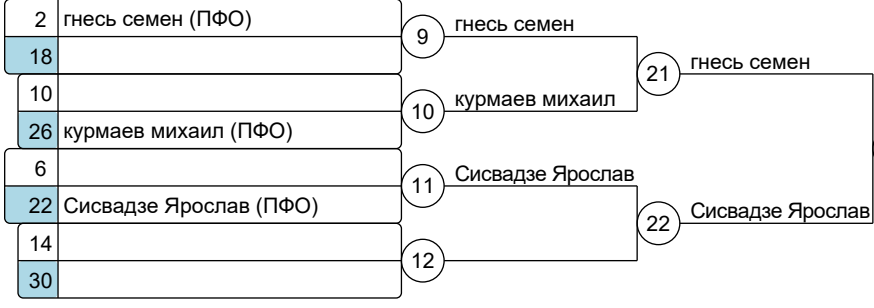 2 гнесь семен (ПФО)
9 гнесь семен
18
21 гнесь семен
10
10 курмаев михаил
26 курмаев михаил (ПФО)
6
11 Сисвадзе Ярослав
22 Сисвадзе Ярослав (ПФО)
22 Сисвадзе Ярослав
14
12
30